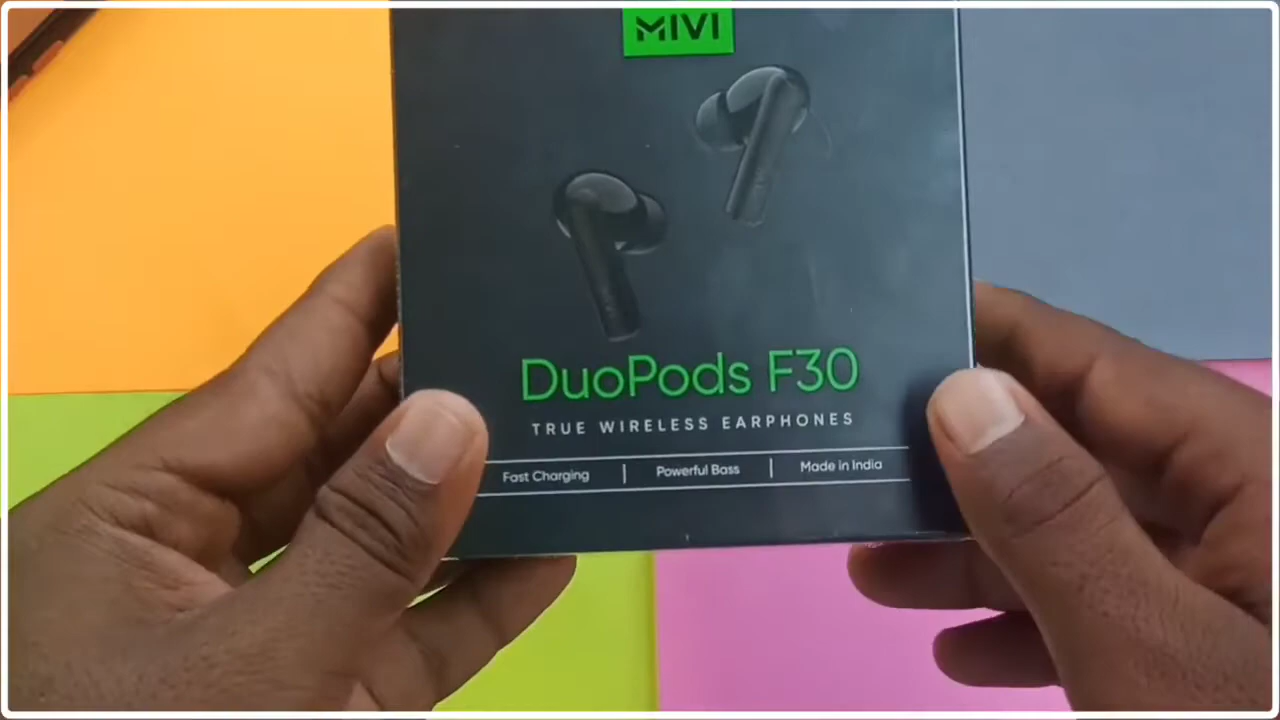 MIVI
DuoPods F30
TRUE WIRELESS EARPHONES
Fast Charging | Powerful Bass | Made in India